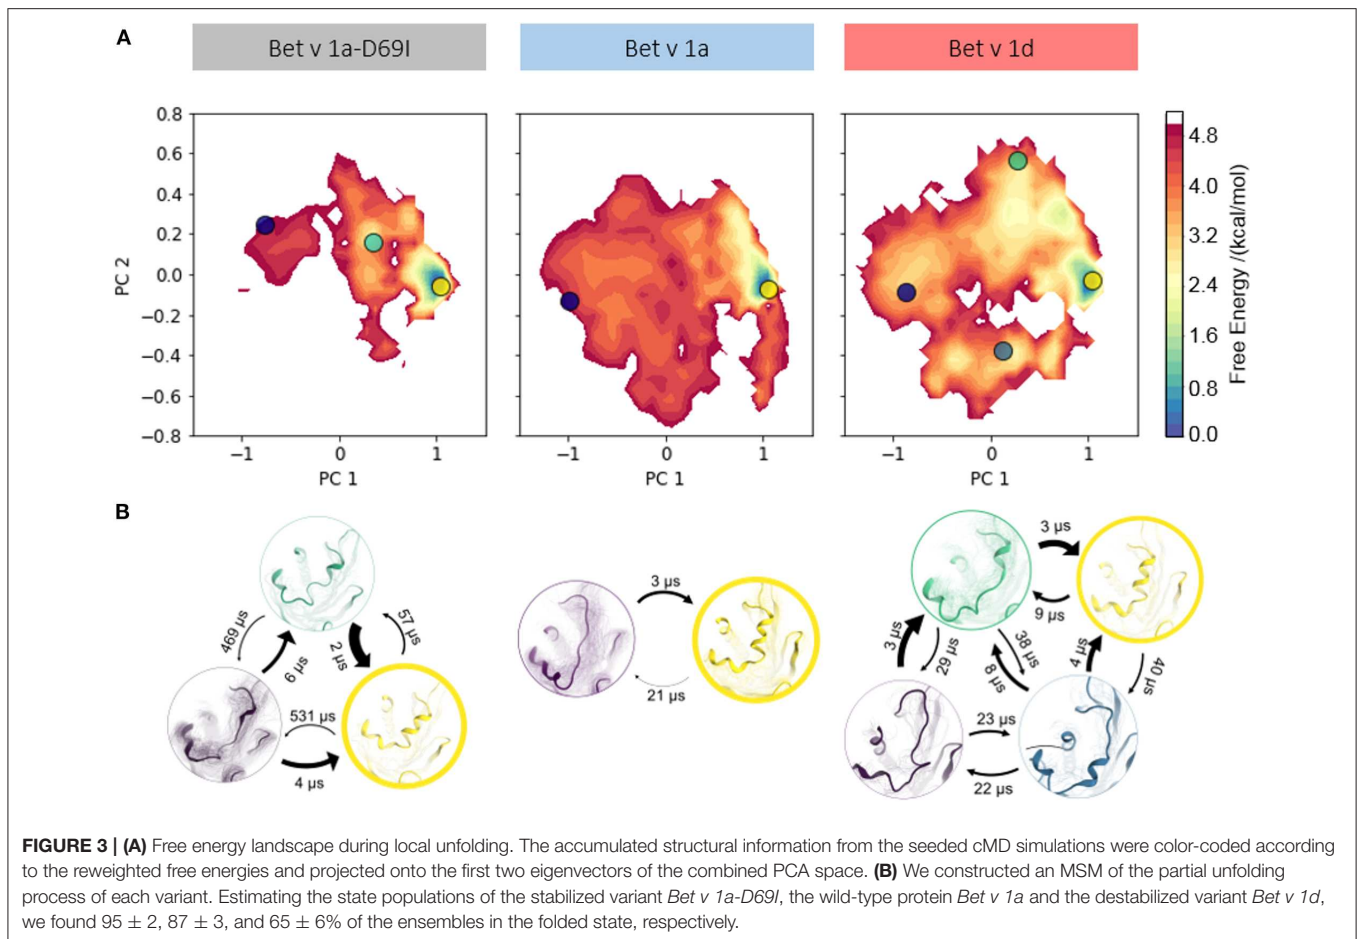 A
Bet v 1a-D69I
Bet v 1a
Bet v 1d
0.8
0.6
0.4
0.2
0.0
−0.2
−0.4
−0.6
−0.8
PC 2
−1 0 1
PC 1
−1 0 1
PC 1
−1 0 1
PC 1
4.8
4.0
3.2
2.4
1.6
0.8
0.0
Free Energy /(kcal/mol)
B
469 µs
6 µs
2 µs
57 µs
531 µs
4 µs
3 µs
21 µs
3 µs
9 µs
3 µs
29 µs
38 µs
8 µs
4 µs
40 µs
23 µs
22 µs
FIGURE 3 | (A) Free energy landscape during local unfolding. The accumulated structural information from the seeded cMD simulations were color-coded according
to the reweighted free energies and projected onto the first two eigenvectors of the combined PCA space. (B) We constructed an MSM of the partial unfolding
process of each variant. Estimating the state populations of the stabilized variant Bet v 1a-D69I, the wild-type protein Bet v 1a and the destabilized variant Bet v 1d,
we found 95 ± 2, 87 ± 3, and 65 ± 6% of the ensembles in the folded state, respectively.